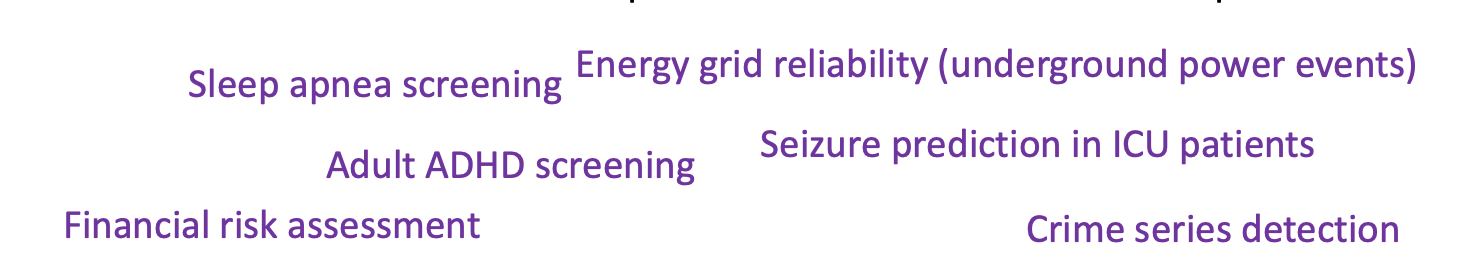 Sleep apnea screening
Energy grid reliability (underground power events)
Adult ADHD screening
Seizure prediction in ICU patients
Financial risk assessment
Crime series detection